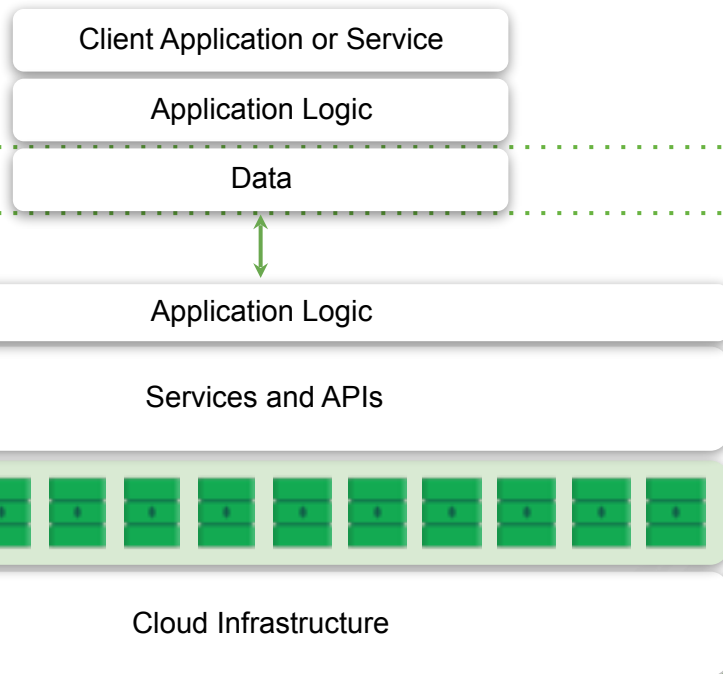 Client Application or Service
Application Logic
Data
Application Logic
Services and APIs
Cloud Infrastructure